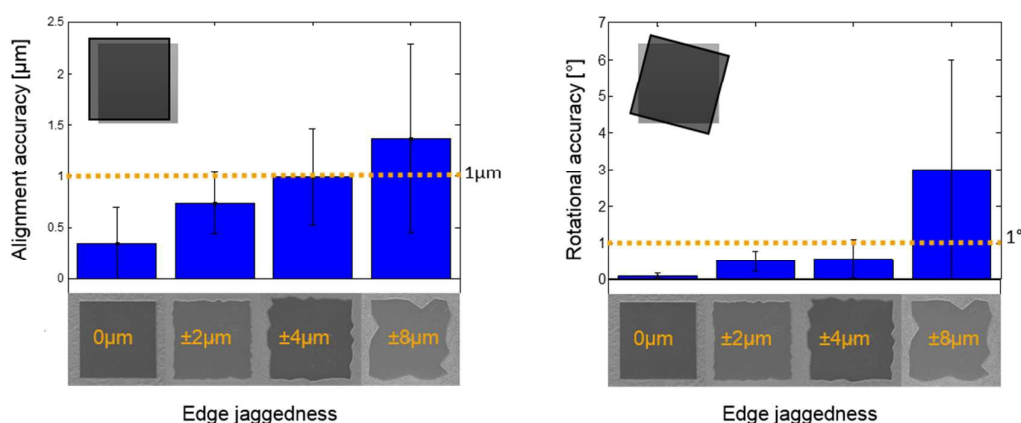 Alignment accuracy [µm]
2.5
2
1.5
1
0.5
0
1µm
0µm
±2µm
±4µm
±8µm
Edge jaggedness
Rotational accuracy [°]
7
6
5
4
3
2
1
0
1°
0µm
±2µm
±4µm
±8µm
Edge jaggedness